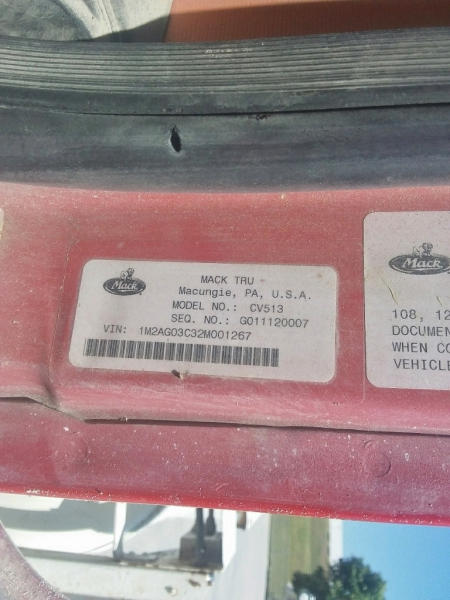 Mack
MACK TRU
Macungie, PA, U.S.A.
MODEL NO.: CV513
SEQ. NO.: G011120007
VIN: 1M2AG03C32M001267
Mack
108, 12
DOCUMEN
WHEN CO
VEHICLE